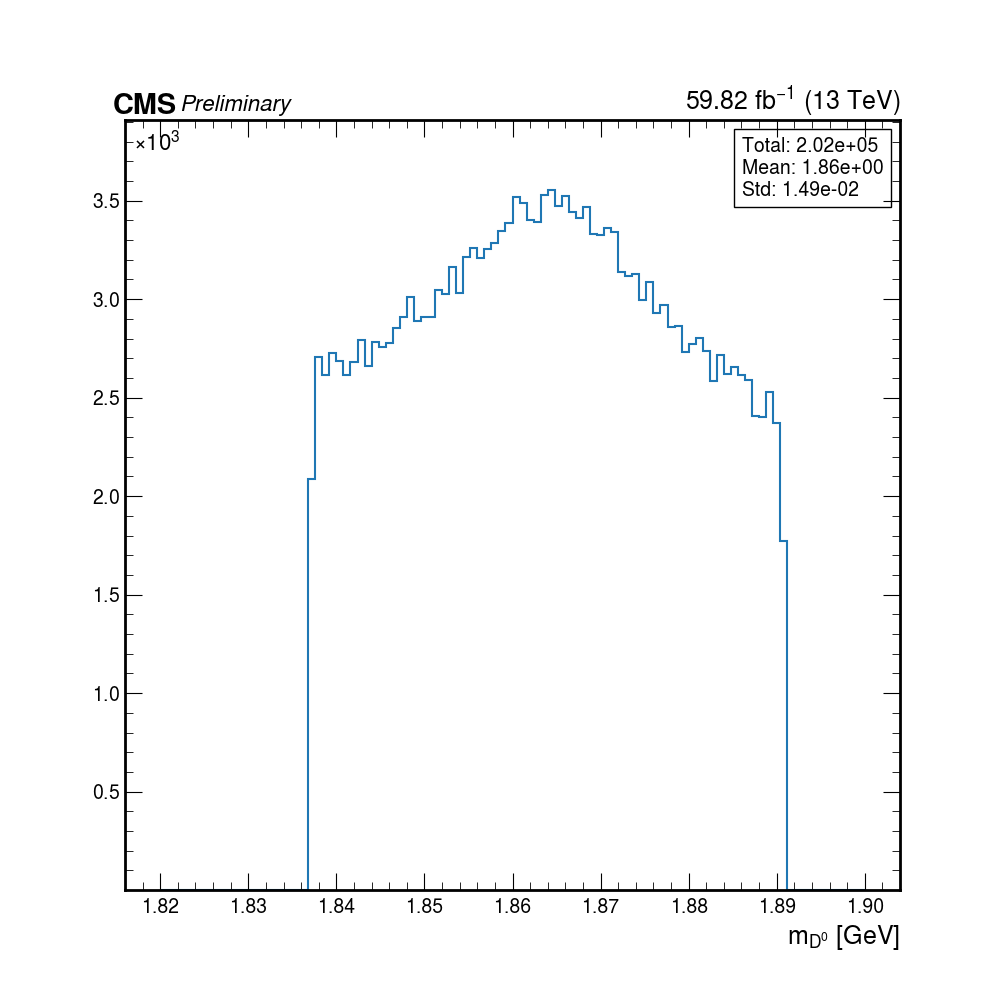 CMS Preliminary 59.82 fb⁻¹ (13 TeV)
×10³
Total: 2.02e+05
Mean: 1.86e+00
Std: 1.49e-02
3.5
3.0
2.5
2.0
1.5
1.0
0.5
1.82 1.83 1.84 1.85 1.86 1.87 1.88 1.89 1.90
m_D⁰ [GeV]